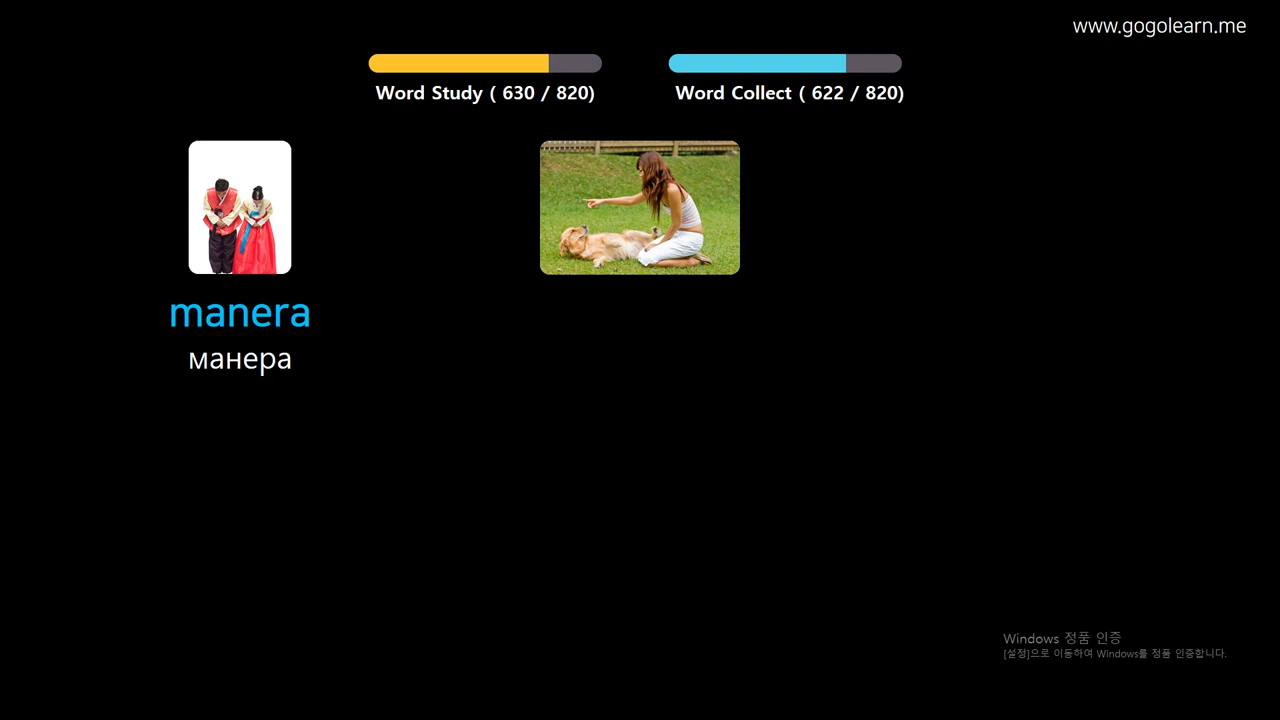 www.gogolearn.me
Word Study ( 630 / 820)
Word Collect ( 622 / 820)
manera
манера
Windows 정품 인증
[설정]으로 이동하여 Windows를 정품 인증합니다.